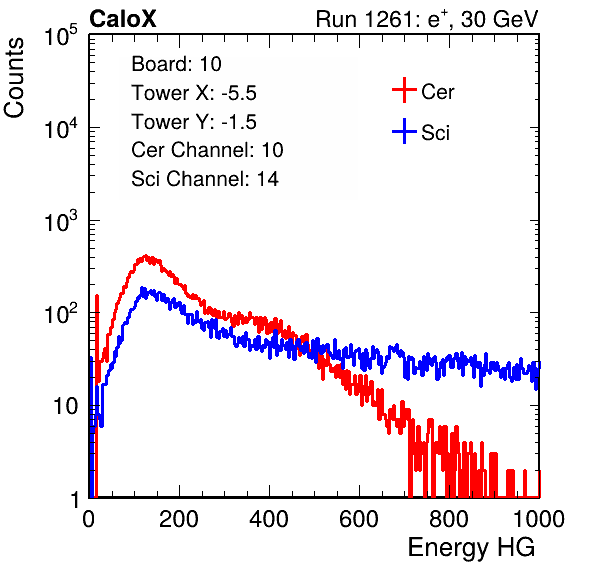 CaloX Run 1261: e⁺, 30 GeV
Counts
Board: 10
Tower X: -5.5
Tower Y: -1.5
Cer Channel: 10
Sci Channel: 14
Cer
Sci
10⁵
10⁴
10³
10²
10
1
0 200 400 600 800 1000
Energy HG